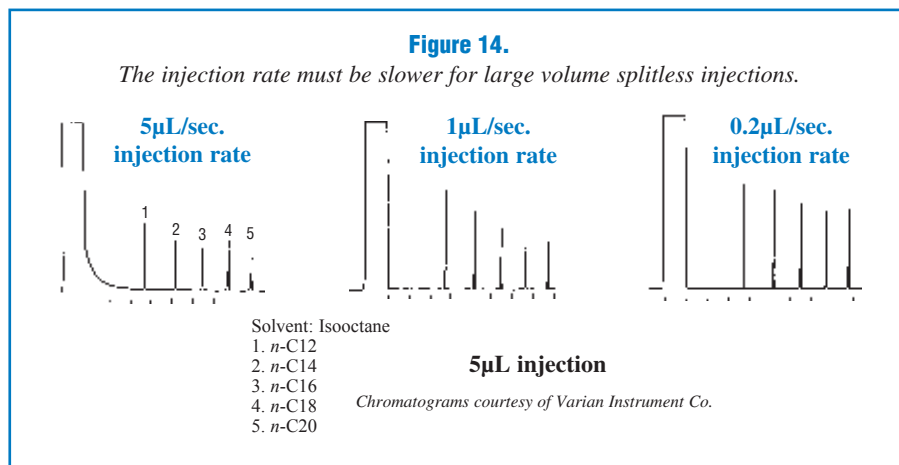 Figure 14.
The injection rate must be slower for large volume splitless injections.
5µL/sec.
injection rate
1µL/sec.
injection rate
0.2µL/sec.
injection rate
1
2
3
4
5
Solvent: Isooctane
1. n-C12
2. n-C14
3. n-C16
4. n-C18
5. n-C20
5µL injection
Chromatograms courtesy of Varian Instrument Co.